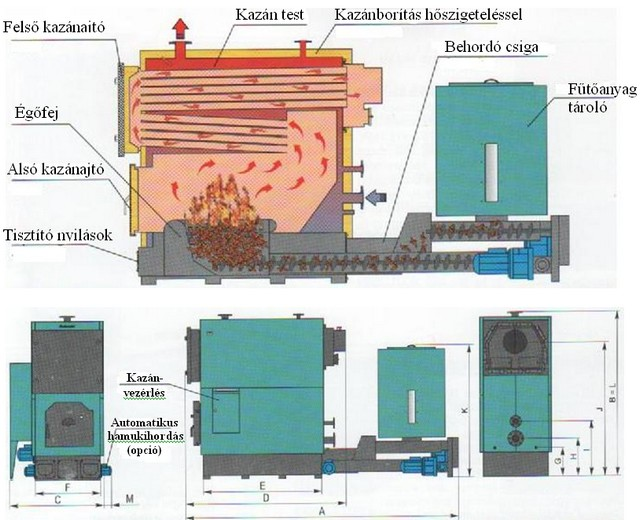 Felső kazánaitó
Kazán test
Kazánborítás hőszigeteléssel
Behordó csiga
Égőfej
Fűtőanyag
tároló
Alsó kazánajtó
Tisztító nyilások
Kazán-
vezérlés
Automatikus
hamukihordás
(opció)
F
C
M
E
D
A
K
G
H
I
J
B = L